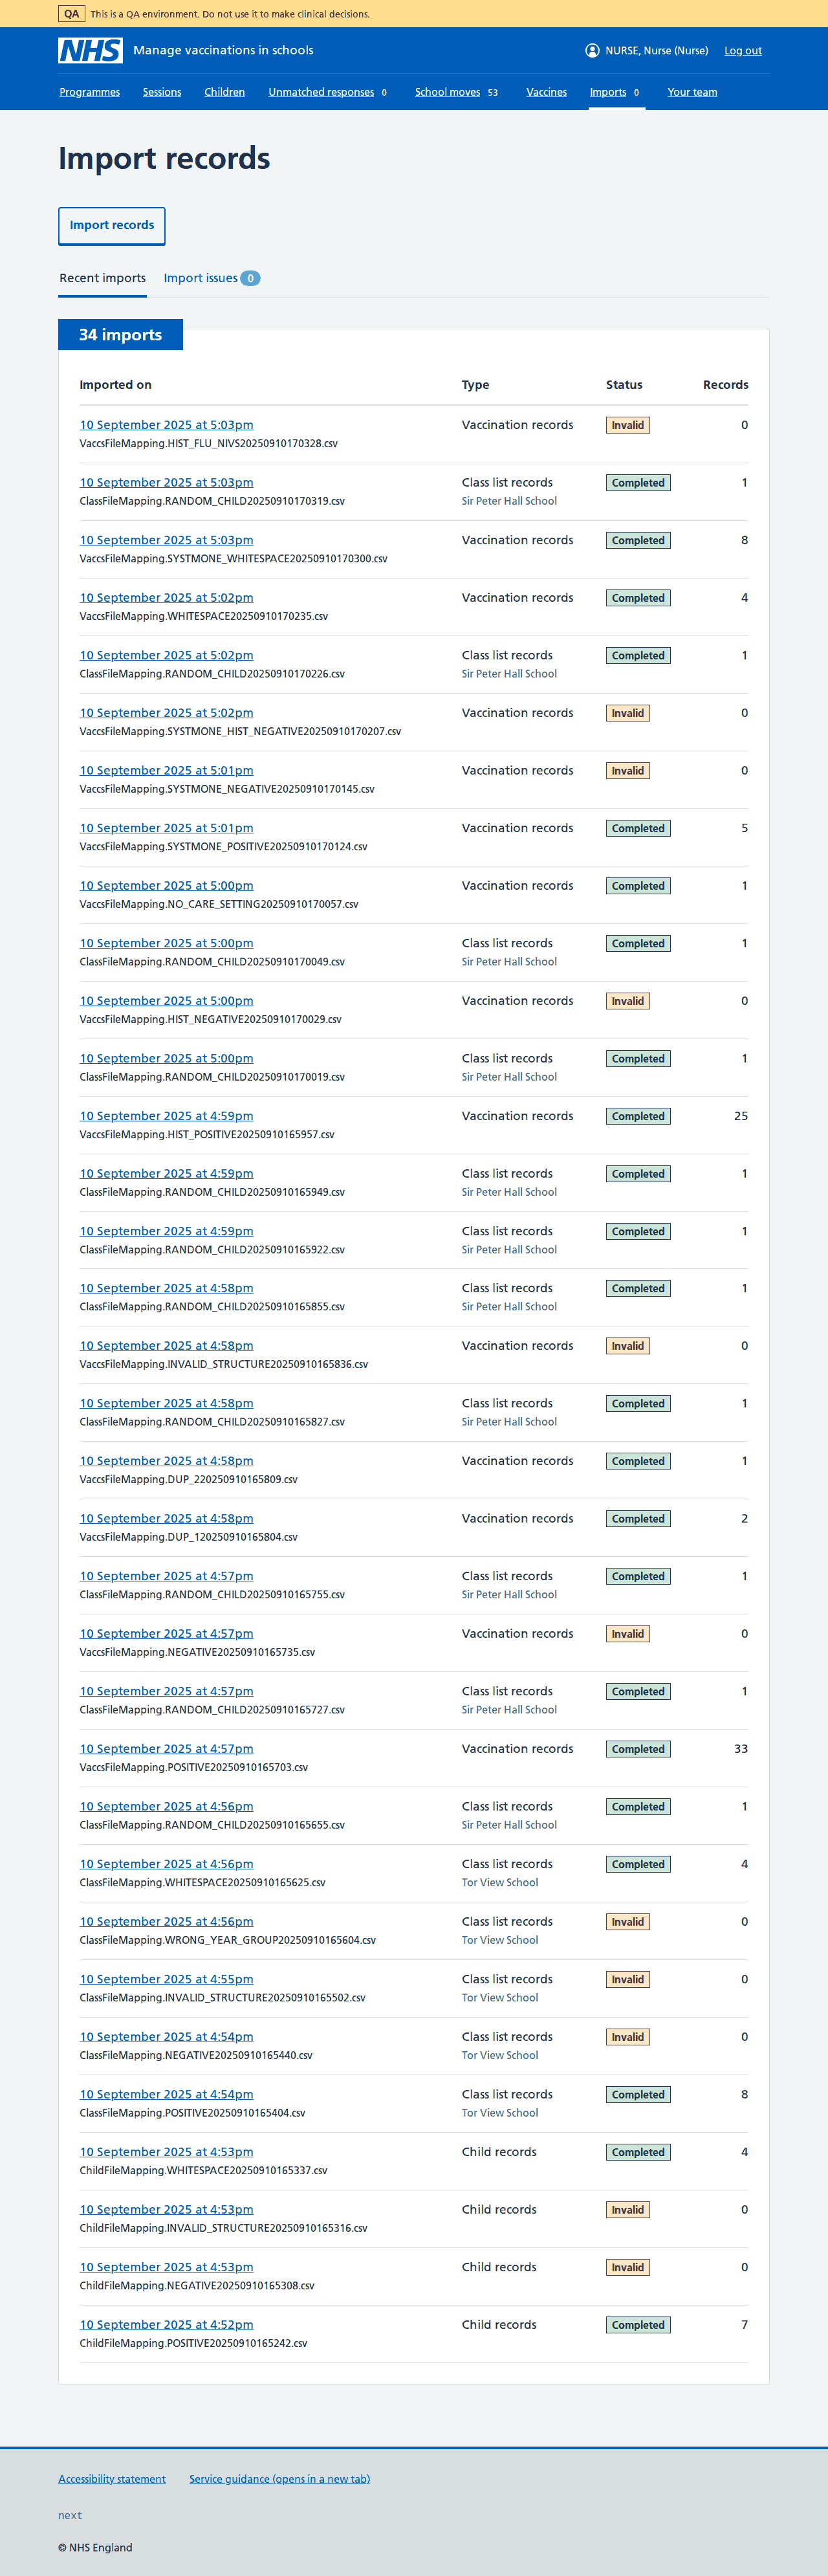 QA This is a QA environment. Do not use it to make clinical decisions.
NHS Manage vaccinations in schools NURSE, Nurse (Nurse) Log out
Programmes Sessions Children Unmatched responses 0 School moves 53 Vaccines Imports 0 Your team
Import records
Import records
Recent imports Import issues 0
34 imports
Imported on Type Status Records
10 September 2025 at 5:03pm Vaccination records Invalid 0
VaccsFileMapping.HIST_FLU_NIVS20250910170328.csv
10 September 2025 at 5:03pm Class list records Completed 1
ClassFileMapping.RANDOM_CHILD20250910170319.csv Sir Peter Hall School
10 September 2025 at 5:03pm Vaccination records Completed 8
VaccsFileMapping.SYSTMONE_WHITESPACE20250910170300.csv
10 September 2025 at 5:02pm Vaccination records Completed 4
VaccsFileMapping.WHITESPACE20250910170235.csv
10 September 2025 at 5:02pm Class list records Completed 1
ClassFileMapping.RANDOM_CHILD20250910170226.csv Sir Peter Hall School
10 September 2025 at 5:02pm Vaccination records Invalid 0
VaccsFileMapping.SYSTMONE_HIST_NEGATIVE20250910170207.csv
10 September 2025 at 5:01pm Vaccination records Invalid 0
VaccsFileMapping.SYSTMONE_NEGATIVE20250910170145.csv
10 September 2025 at 5:01pm Vaccination records Completed 5
VaccsFileMapping.SYSTMONE_POSITIVE20250910170124.csv
10 September 2025 at 5:00pm Vaccination records Completed 1
VaccsFileMapping.NO_CARE_SETTING20250910170057.csv
10 September 2025 at 5:00pm Class list records Completed 1
ClassFileMapping.RANDOM_CHILD20250910170049.csv Sir Peter Hall School
10 September 2025 at 5:00pm Vaccination records Invalid 0
VaccsFileMapping.HIST_NEGATIVE20250910170029.csv
10 September 2025 at 5:00pm Class list records Completed 1
ClassFileMapping.RANDOM_CHILD20250910170019.csv Sir Peter Hall School
10 September 2025 at 4:59pm Vaccination records Completed 25
VaccsFileMapping.HIST_POSITIVE20250910165957.csv
10 September 2025 at 4:59pm Class list records Completed 1
ClassFileMapping.RANDOM_CHILD20250910165949.csv Sir Peter Hall School
10 September 2025 at 4:59pm Class list records Completed 1
ClassFileMapping.RANDOM_CHILD20250910165922.csv Sir Peter Hall School
10 September 2025 at 4:58pm Class list records Completed 1
ClassFileMapping.RANDOM_CHILD20250910165855.csv Sir Peter Hall School
10 September 2025 at 4:58pm Vaccination records Invalid 0
VaccsFileMapping.INVALID_STRUCTURE20250910165836.csv
10 September 2025 at 4:58pm Class list records Completed 1
ClassFileMapping.RANDOM_CHILD20250910165827.csv Sir Peter Hall School
10 September 2025 at 4:58pm Vaccination records Completed 1
VaccsFileMapping.DUP_220250910165809.csv
10 September 2025 at 4:58pm Vaccination records Completed 2
VaccsFileMapping.DUP_120250910165804.csv
10 September 2025 at 4:57pm Class list records Completed 1
ClassFileMapping.RANDOM_CHILD20250910165755.csv Sir Peter Hall School
10 September 2025 at 4:57pm Vaccination records Invalid 0
VaccsFileMapping.NEGATIVE20250910165735.csv
10 September 2025 at 4:57pm Class list records Completed 1
ClassFileMapping.RANDOM_CHILD20250910165727.csv Sir Peter Hall School
10 September 2025 at 4:57pm Vaccination records Completed 33
VaccsFileMapping.POSITIVE20250910165703.csv
10 September 2025 at 4:56pm Class list records Completed 1
ClassFileMapping.RANDOM_CHILD20250910165655.csv Sir Peter Hall School
10 September 2025 at 4:56pm Class list records Completed 4
ClassFileMapping.WHITESPACE20250910165625.csv Tor View School
10 September 2025 at 4:56pm Class list records Invalid 0
ClassFileMapping.WRONG_YEAR_GROUP20250910165604.csv Tor View School
10 September 2025 at 4:55pm Class list records Invalid 0
ClassFileMapping.INVALID_STRUCTURE20250910165502.csv Tor View School
10 September 2025 at 4:54pm Class list records Invalid 0
ClassFileMapping.NEGATIVE20250910165440.csv Tor View School
10 September 2025 at 4:54pm Class list records Completed 8
ClassFileMapping.POSITIVE20250910165404.csv Tor View School
10 September 2025 at 4:53pm Child records Completed 4
ChildFileMapping.WHITESPACE20250910165337.csv
10 September 2025 at 4:53pm Child records Invalid 0
ChildFileMapping.INVALID_STRUCTURE20250910165316.csv
10 September 2025 at 4:53pm Child records Invalid 0
ChildFileMapping.NEGATIVE20250910165308.csv
10 September 2025 at 4:52pm Child records Completed 7
ChildFileMapping.POSITIVE20250910165242.csv
Accessibility statement Service guidance (opens in a new tab)
next
© NHS England